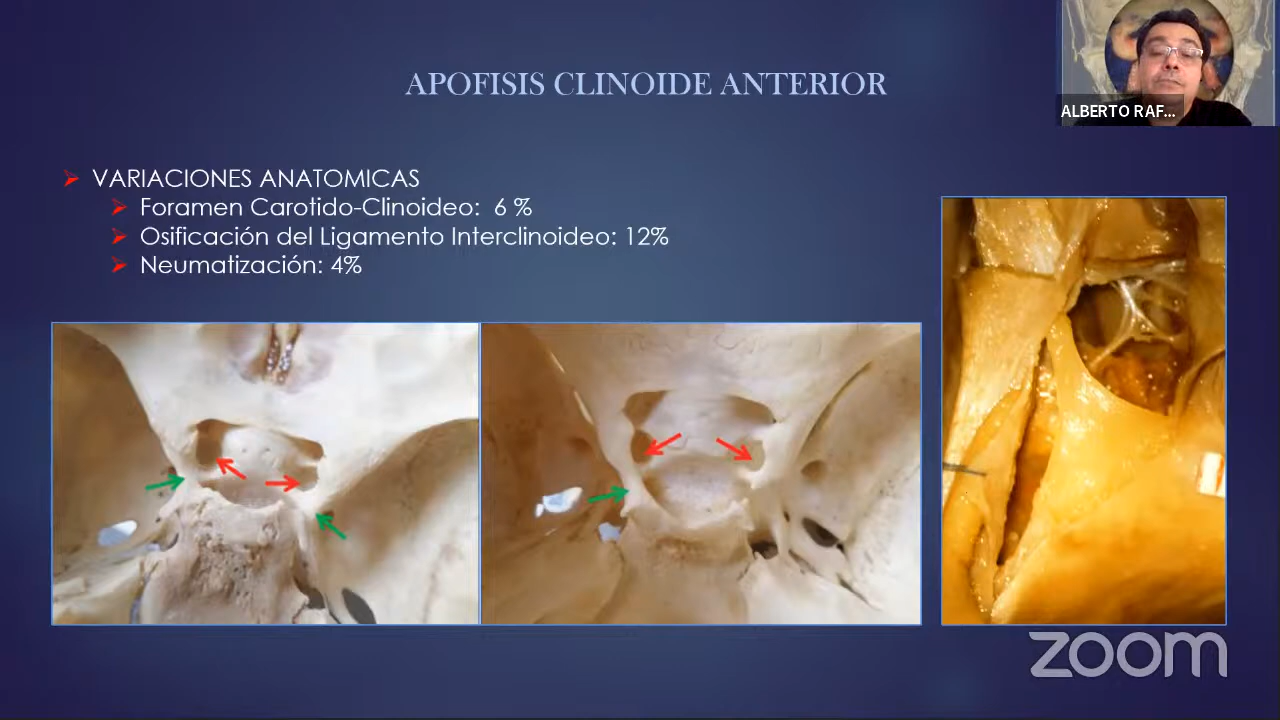 APOFISIS CLINOIDE ANTERIOR
ALBERTO RAF...
VARIACIONES ANATOMICAS
Foramen Carotido-Clinoideo: 6 %
Osificación del Ligamento Interclinoideo: 12%
Neumatización: 4%
zoom